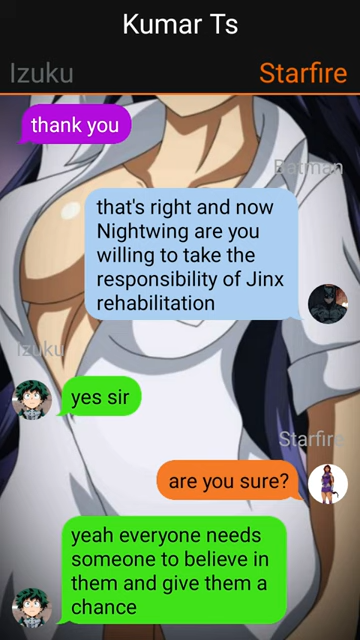 Kumar Ts
Izuku
Starfire
thank you
Batman
that's right and now
Nightwing are you
willing to take the
responsibility of Jinx
rehabilitation
Izuku
yes sir
Starfire
are you sure?
yeah everyone needs
someone to believe in
them and give them a
chance